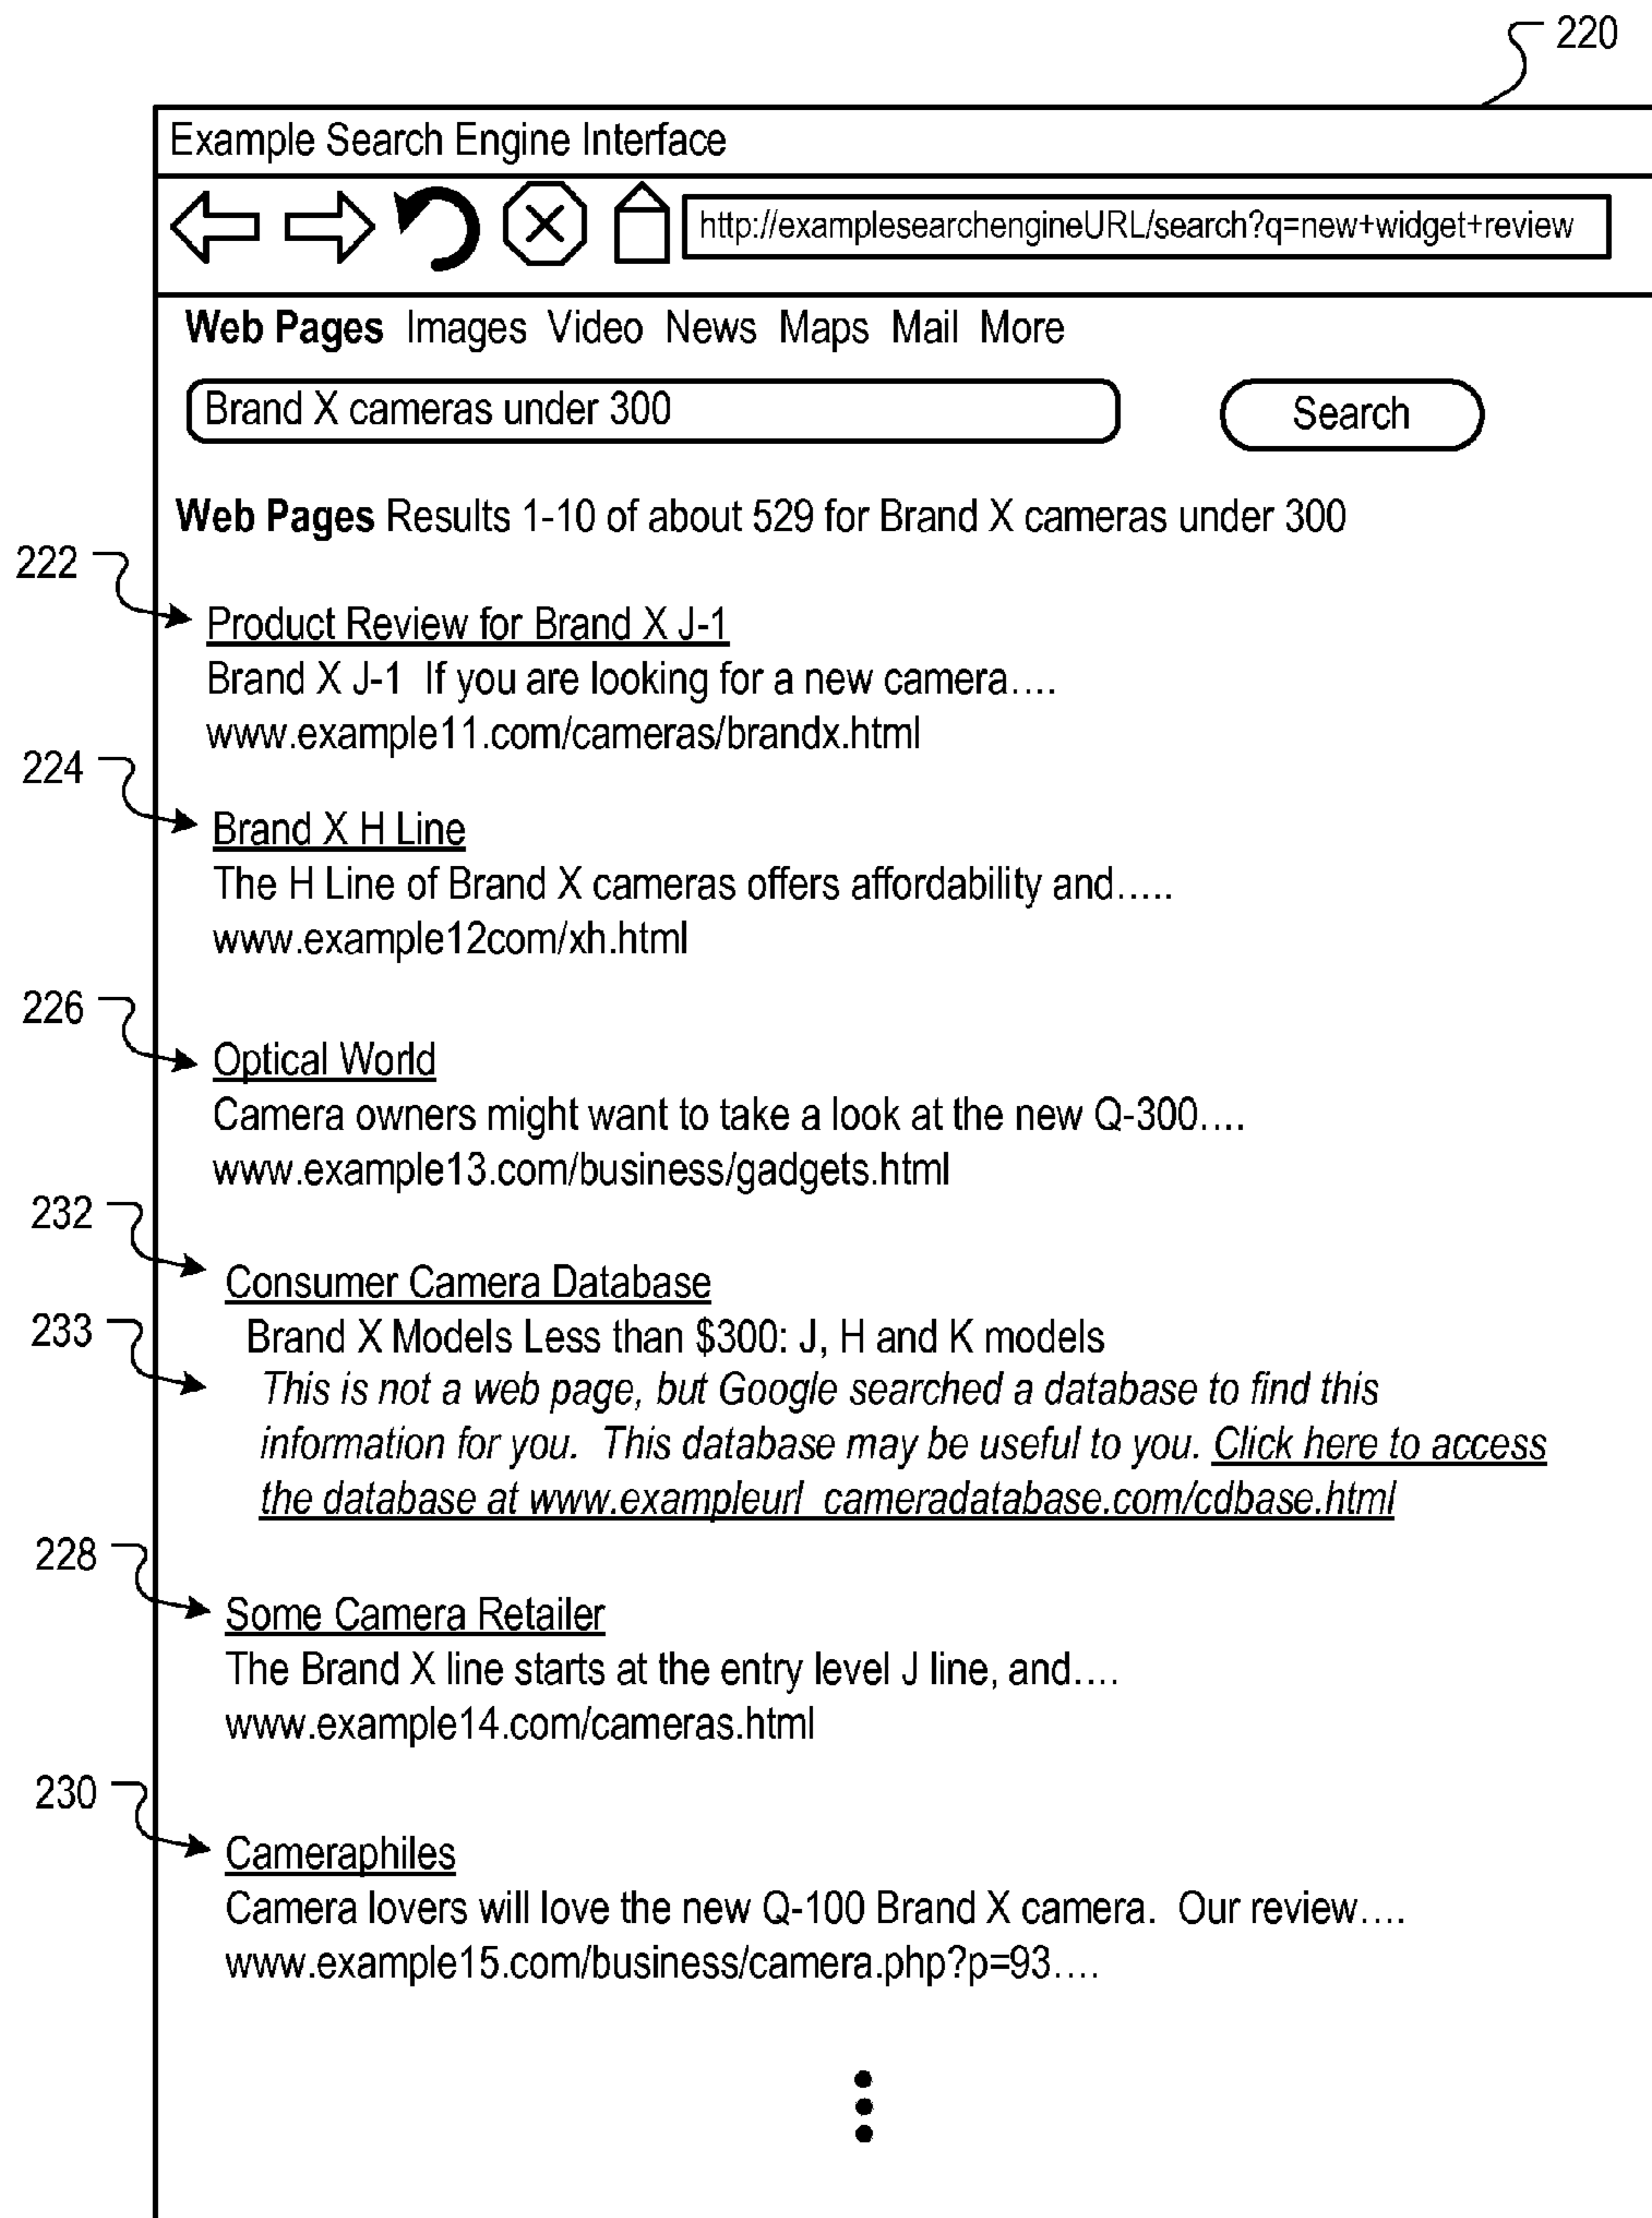 220
Example Search Engine Interface
http://examplesearchengineURL/search?q=new+widget+review
Web Pages Images Video News Maps Mail More
Brand X cameras under 300
Search
Web Pages Results 1-10 of about 529 for Brand X cameras under 300
222
Product Review for Brand X J-1
Brand X J-1 If you are looking for a new camera....
www.example11.com/cameras/brandx.html
224
Brand X H Line
The H Line of Brand X cameras offers affordability and.....
www.example12com/xh.html
226
Optical World
Camera owners might want to take a look at the new Q-300....
www.example13.com/business/gadgets.html
232
Consumer Camera Database
233
Brand X Models Less than $300: J, H and K models
This is not a web page, but Google searched a database to find this
information for you. This database may be useful to you. Click here to access
the database at www.exampleurl_cameradatabase.com/cdbase.html
228
Some Camera Retailer
The Brand X line starts at the entry level J line, and....
www.example14.com/cameras.html
230
Cameraphiles
Camera lovers will love the new Q-100 Brand X camera. Our review....
www.example15.com/business/camera.php?p=93....